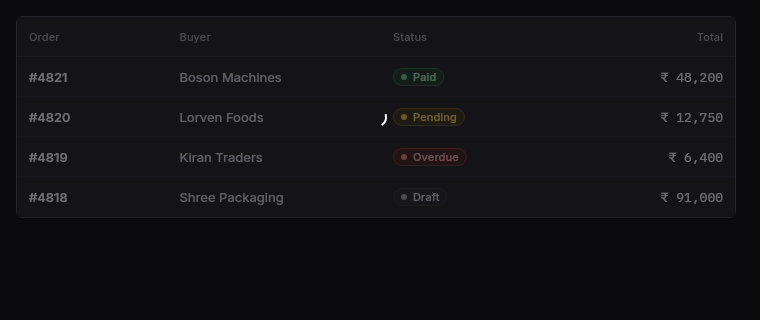 Order Buyer Status Total
#4821 Boson Machines Paid ₹ 48,200
#4820 Lorven Foods Pending ₹ 12,750
#4819 Kiran Traders Overdue ₹ 6,400
#4818 Shree Packaging Draft ₹ 91,000